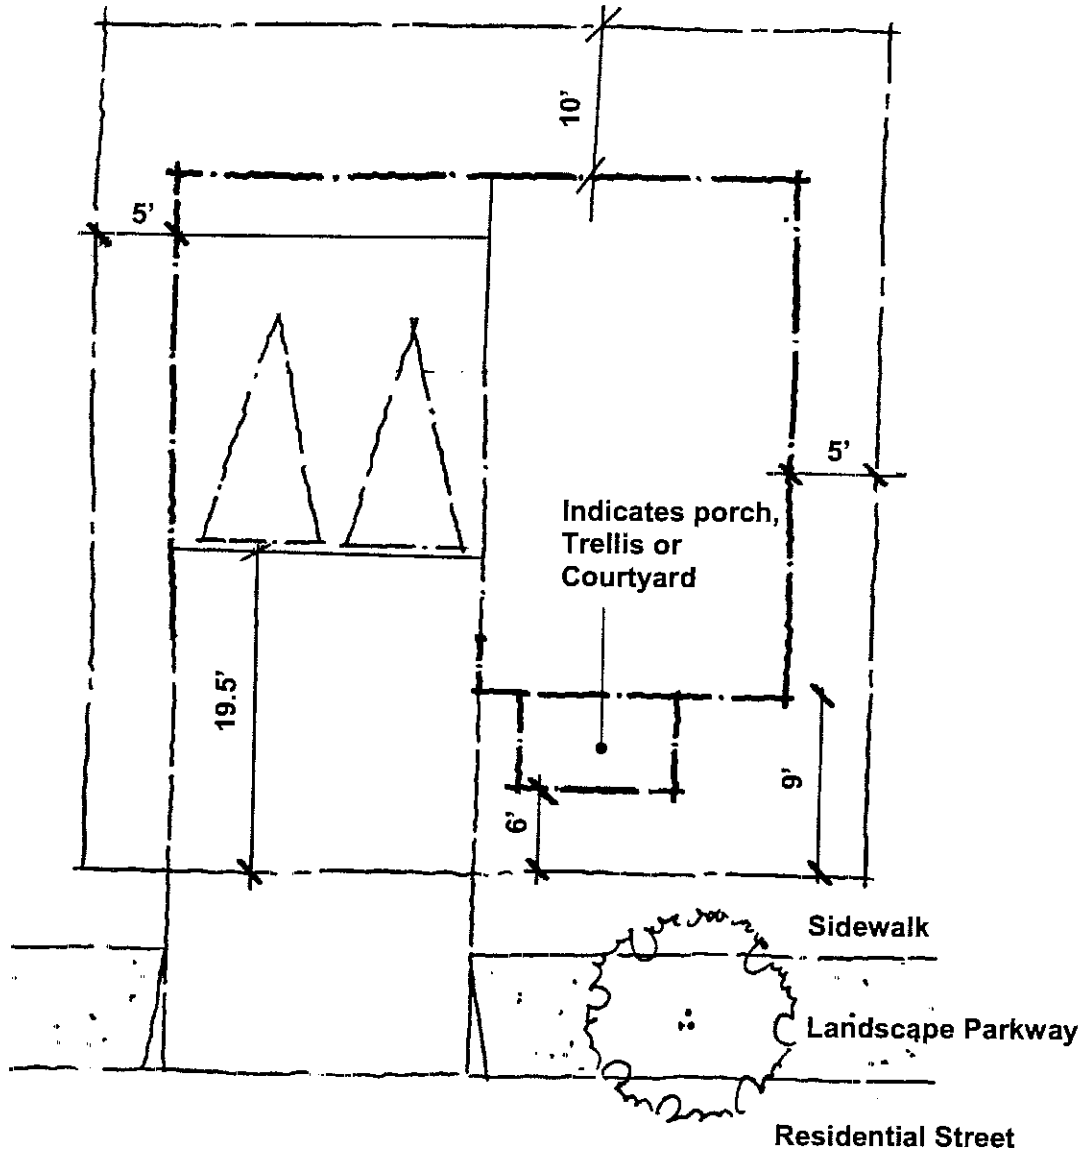 10'
5'
5'
Indicates porch,
Trellis or
Courtyard
19.5'
9'
6'
Sidewalk
Landscape Parkway
Residential Street